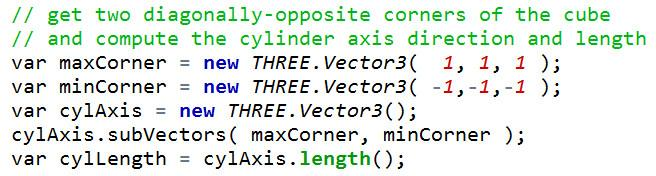 // get two diagonally-opposite corners of the cube
// and compute the cylinder axis direction and length
var maxCorner = new THREE.Vector3(  1, 1, 1 );
var minCorner = new THREE.Vector3( -1,-1,-1 );
var cylAxis = new THREE.Vector3();
cylAxis.subVectors( maxCorner, minCorner );
var cylLength = cylAxis.length();